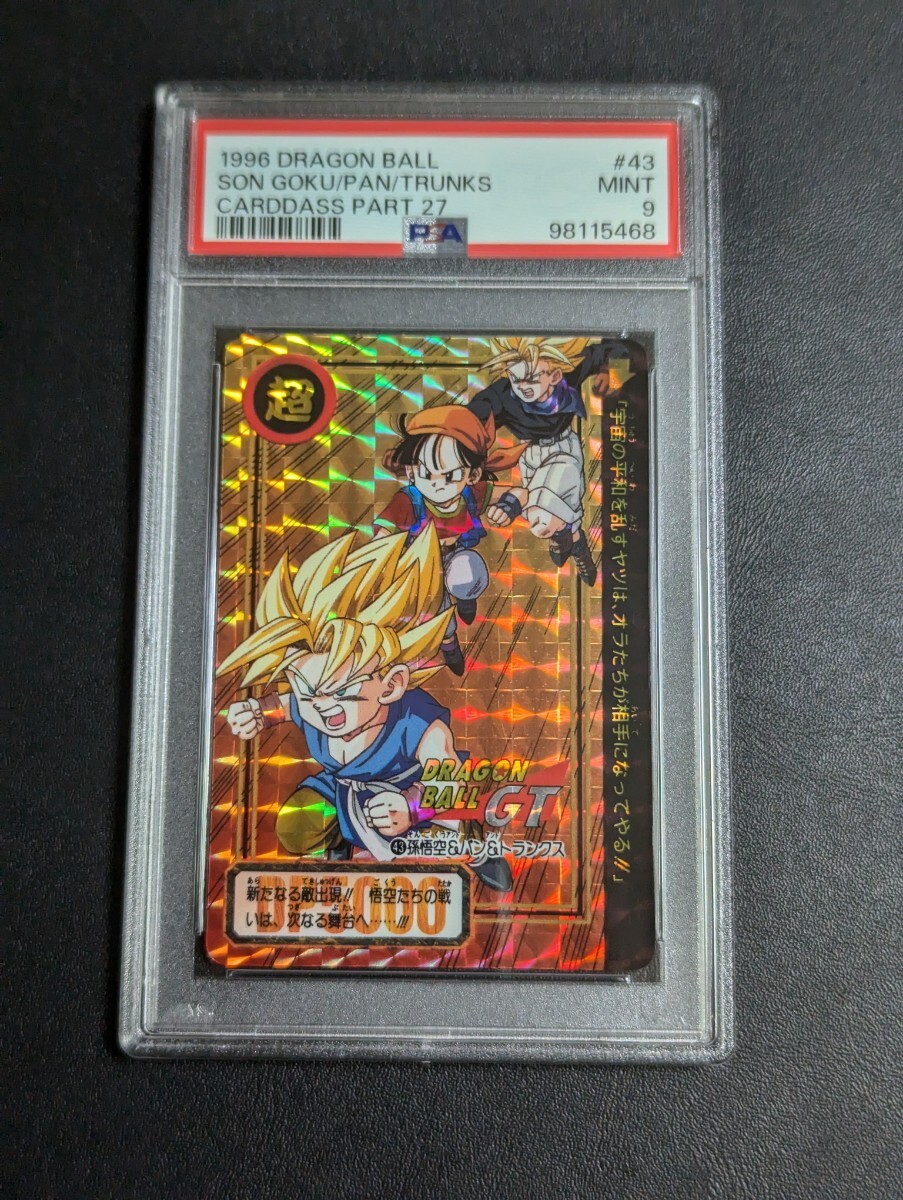 1996 DRAGON BALL #43
SON GOKU/PAN/TRUNKS MINT
CARDDASS PART 27 9
PSA 98115468
超
「宇宙の平和を乱すヤツは、オラたちが相手になってやる!!」
DRAGON
BALL GT
43孫悟空&パン&トランクス
新たなる敵出現!! 悟空たちの戦
いは、次なる舞台へ……!!!